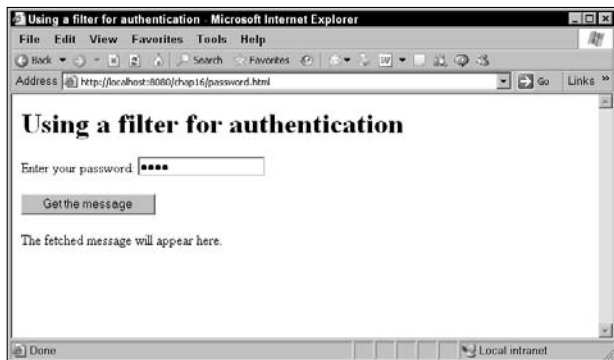 Using a filter for authentication - Microsoft Internet Explorer
File Edit View Favorites Tools Help
Back Search Favorites
Address http://localhost:8080/chap16/password.html Go Links »
Using a filter for authentication
Enter your password: ●●●●
Get the message
The fetched message will appear here.
Done Local intranet